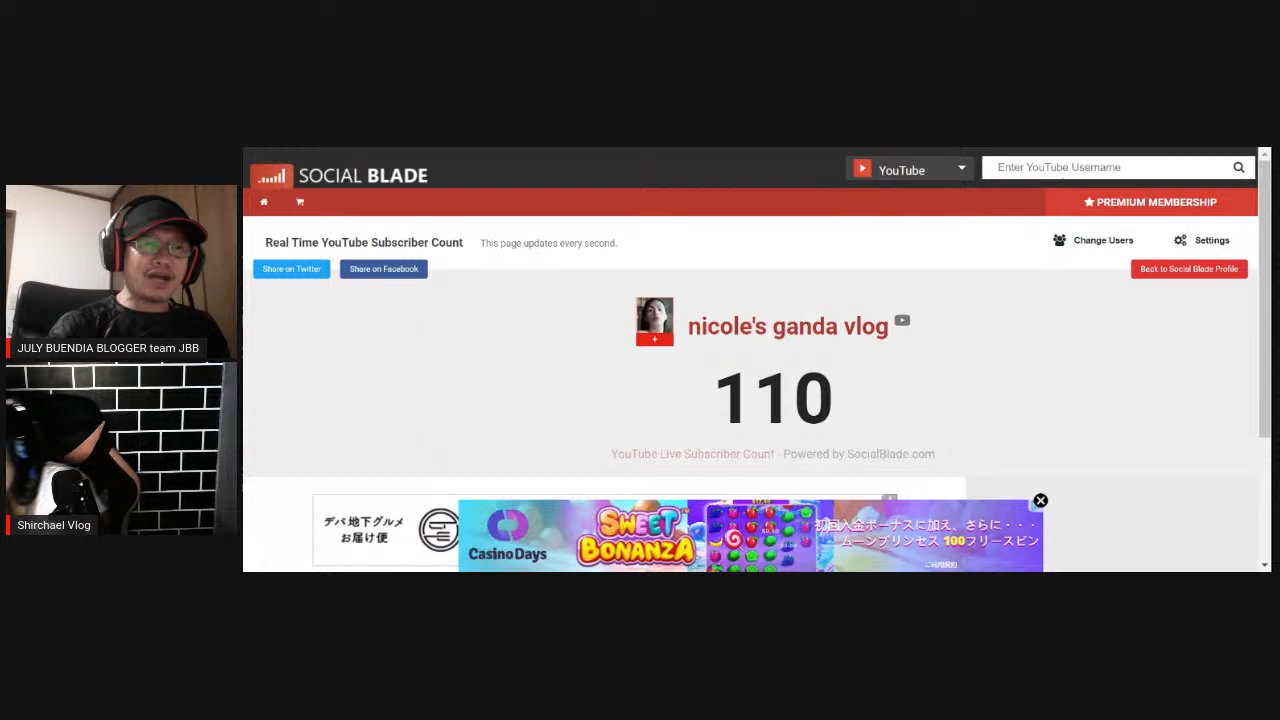 SOCIAL BLADE
YouTube
Enter YouTube Username
PREMIUM MEMBERSHIP
Real Time YouTube Subscriber Count
This page updates every second.
Change Users
Settings
Share on Twitter
Share on Facebook
Back to Social Blade Profile
nicole's ganda vlog
+
110
YouTube Live Subscriber Count - Powered by SocialBlade.com
JULY BUENDIA BLOGGER team JBB
Shirchael Vlog
デパ地下グルメ
お届け便
CasinoDays
SWEET
BONANZA
初回入金ボーナスに加え、さらに・・・
ムーンプリンセス 100フリースピン